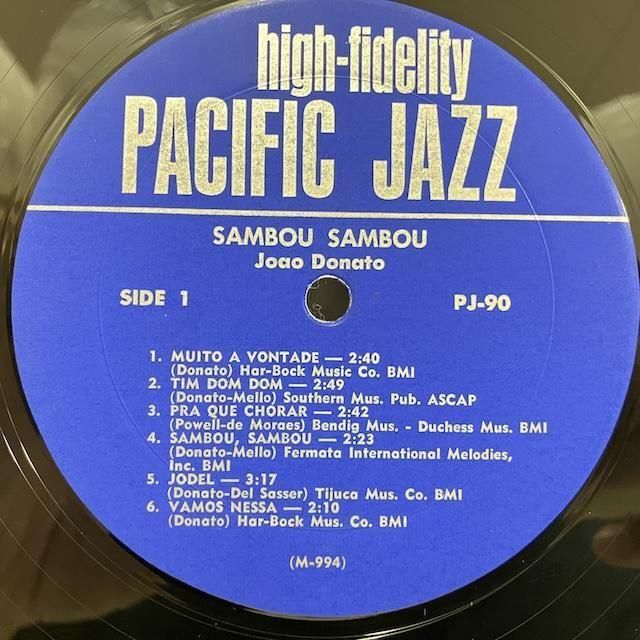 high-fidelity
PACIFIC JAZZ
SAMBOU SAMBOU
Joao Donato
SIDE 1 PJ-90
1. MUITO A VONTADE — 2:40
(Donato) Har-Bock Music Co. BMI
2. TIM DOM DOM — 2:49
(Donato-Mello) Southern Mus. Pub. ASCAP
3. PRA QUE CHORAR — 2:42
(Powell-de Moraes) Bendig Mus. - Duchess Mus. BMI
4. SAMBOU, SAMBOU — 2:23
(Donato-Mello) Fermata International Melodies,
Inc. BMI
5. JODEL — 3:17
(Donato-Del Sasser) Tijuca Mus. Co. BMI
6. VAMOS NESSA — 2:10
(Donato) Har-Bock Mus. Co. BMI
(M-994)